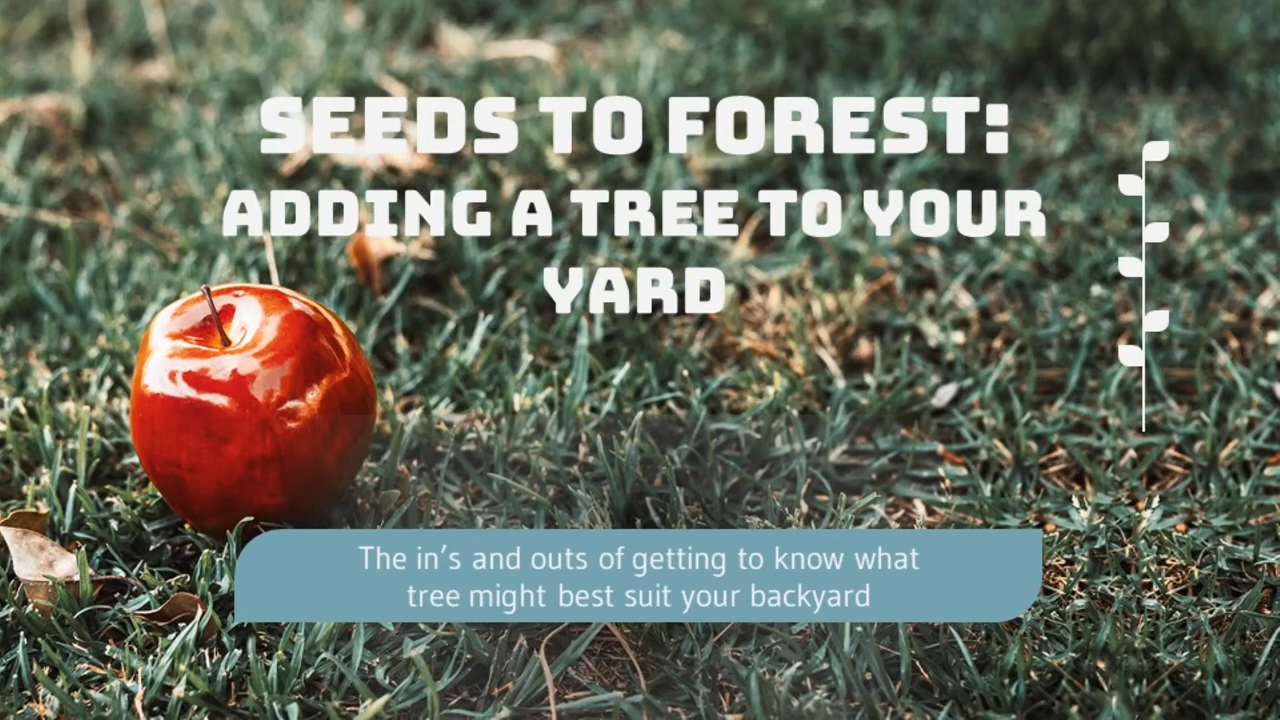 SEEDS TO FOREST:
ADDING A TREE TO YOUR
YARD
The in's and outs of getting to know what
tree might best suit your backyard